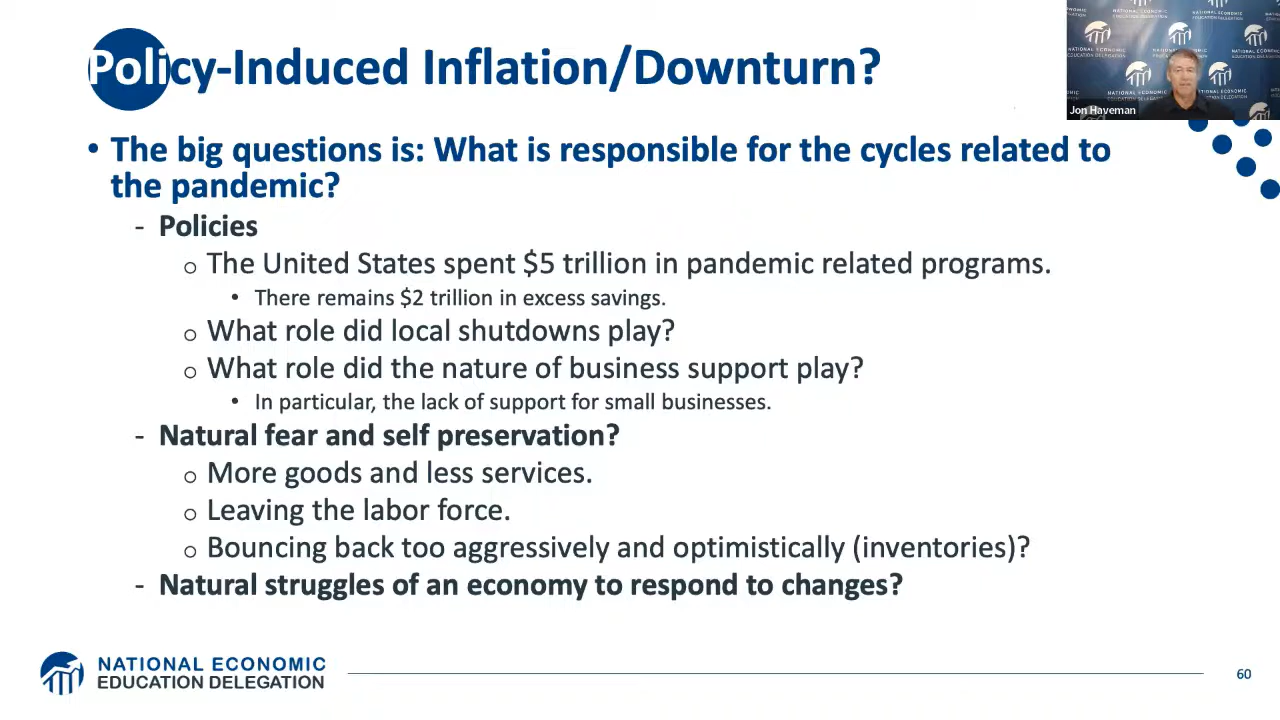 Policy-Induced Inflation/Downturn?
NATIONAL ECONOMIC
EDUCATION DELEGATION
Jon Haveman
• The big questions is: What is responsible for the cycles related to
the pandemic?
- Policies
o The United States spent $5 trillion in pandemic related programs.
• There remains $2 trillion in excess savings.
o What role did local shutdowns play?
o What role did the nature of business support play?
• In particular, the lack of support for small businesses.
- Natural fear and self preservation?
o More goods and less services.
o Leaving the labor force.
o Bouncing back too aggressively and optimistically (inventories)?
- Natural struggles of an economy to respond to changes?
NATIONAL ECONOMIC
EDUCATION DELEGATION
60